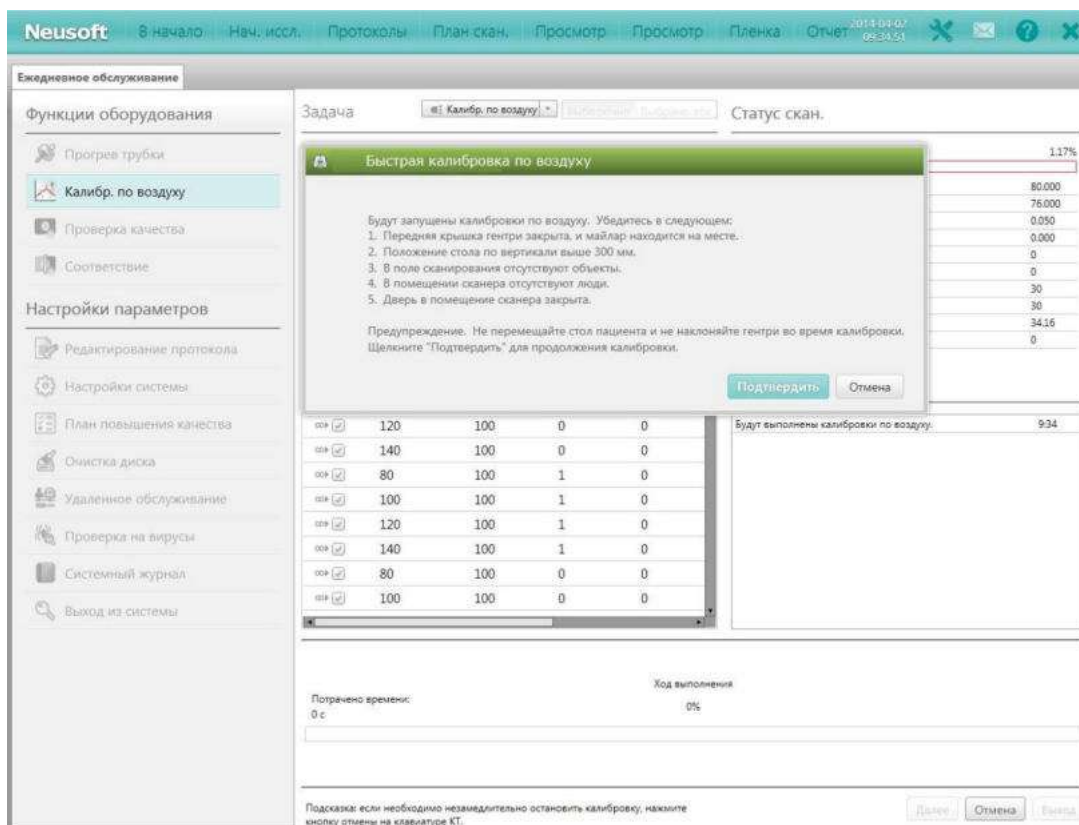 Neusoft В начало Нач. иссл. Протоколы План скан. Просмотр Просмотр Пленка Отчет 2014-04-02
09:34:51
Ежедневное обслуживание
Функции оборудования
Прогрев трубки
Калибр. по воздуху
Проверка качества
Соответствие
Настройки параметров
Редактирование протокола
Настройки системы
План повышения качества
Очистка диска
Удаленное обслуживание
Проверка на вирусы
Системный журнал
Выход из системы
Задача Калибр. по воздуху
Быстрая калибровка по воздуху
Будут запущены калибровки по воздуху. Убедитесь в следующем:
1. Передняя крышка гентри закрыта, и майлар находится на месте.
2. Положение стола по вертикали выше 300 мм.
3. В поле сканирования отсутствуют объекты.
4. В помещении сканера отсутствуют люди.
5. Дверь в помещение сканера закрыта.
Предупреждение. Не перемещайте стол пациента и не наклоняйте гентри во время калибровки.
Щелкните "Подтвердить" для продолжения калибровки.
Подтвердить Отмена
120 100 0 0
140 100 0 0
80 100 1 0
100 100 1 0
120 100 1 0
140 100 1 0
80 100 0 0
100 100 0 0
Статус скан.
1.17%
80.000
76.000
0.050
0.000
0
0
30
30
34.16
0
Будут выполнены калибровки по воздуху. 9:34
Ход выполнения
Потрачено времени:
0 с
0%
Подсказка: если необходимо незамедлительно остановить калибровку, нажмите
кнопку отмены на клавиатуре КТ.
Далее Отмена Выход